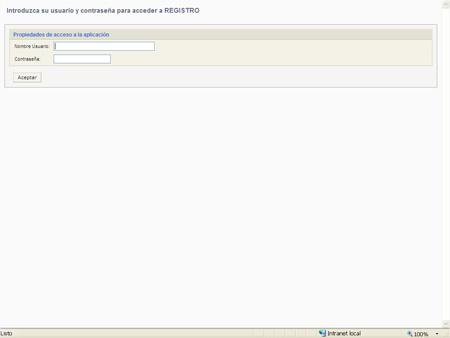 Introduzca su usuario y contraseña para acceder a REGISTRO
Propiedades de acceso a la aplicación
Nombre Usuario:
Contraseña:
Aceptar
Listo
Intranet local
100%